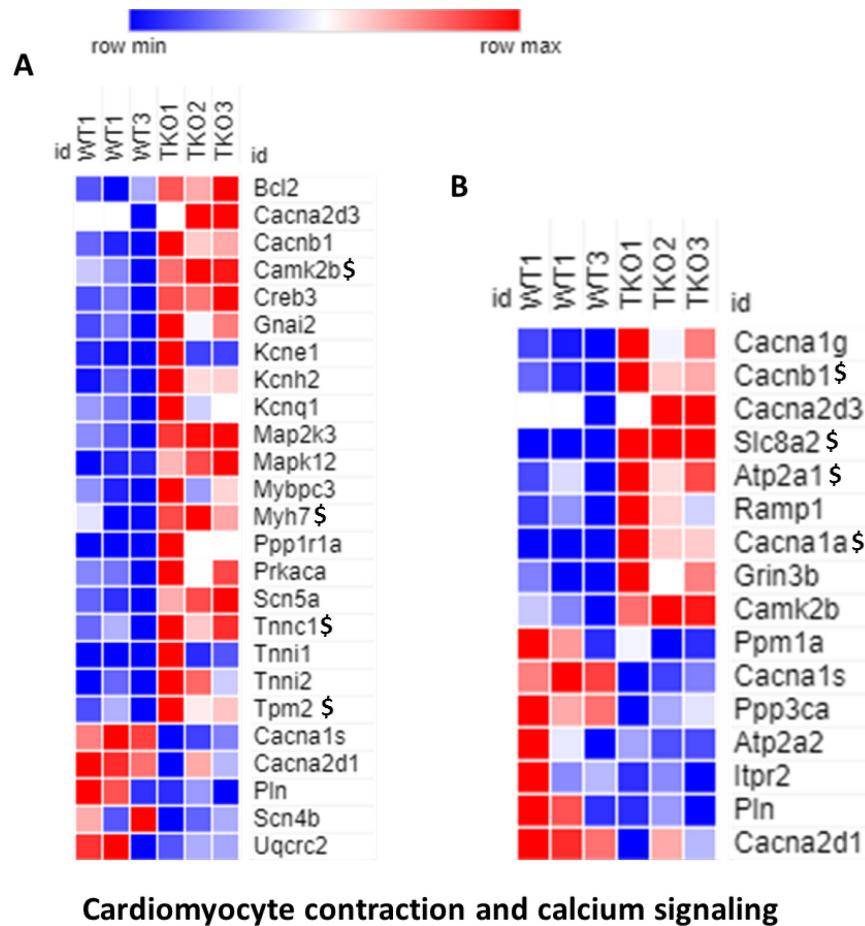 row min row max
A
id WT1 WT1 WT3 TKO1 TKO2 TKO3 id
Bcl2
Cacna2d3
Cacnb1
Camk2b$
Creb3
Gnai2
Kcne1
Kcnh2
Kcnq1
Map2k3
Mapk12
Mybpc3
Myh7$
Ppp1r1a
Prkaca
Scn5a
Tnnc1$
Tnni1
Tnni2
Tpm2 $
Cacna1s
Cacna2d1
Pln
Scn4b
Uqcrc2
B
id WT1 WT1 WT3 TKO1 TKO2 TKO3 id
Cacna1g
Cacnb1$
Cacna2d3
Slc8a2 $
Atp2a1 $
Ramp1
Cacna1a$
Grin3b
Camk2b
Ppm1a
Cacna1s
Ppp3ca
Atp2a2
Itpr2
Pln
Cacna2d1
Cardiomyocyte contraction and calcium signaling